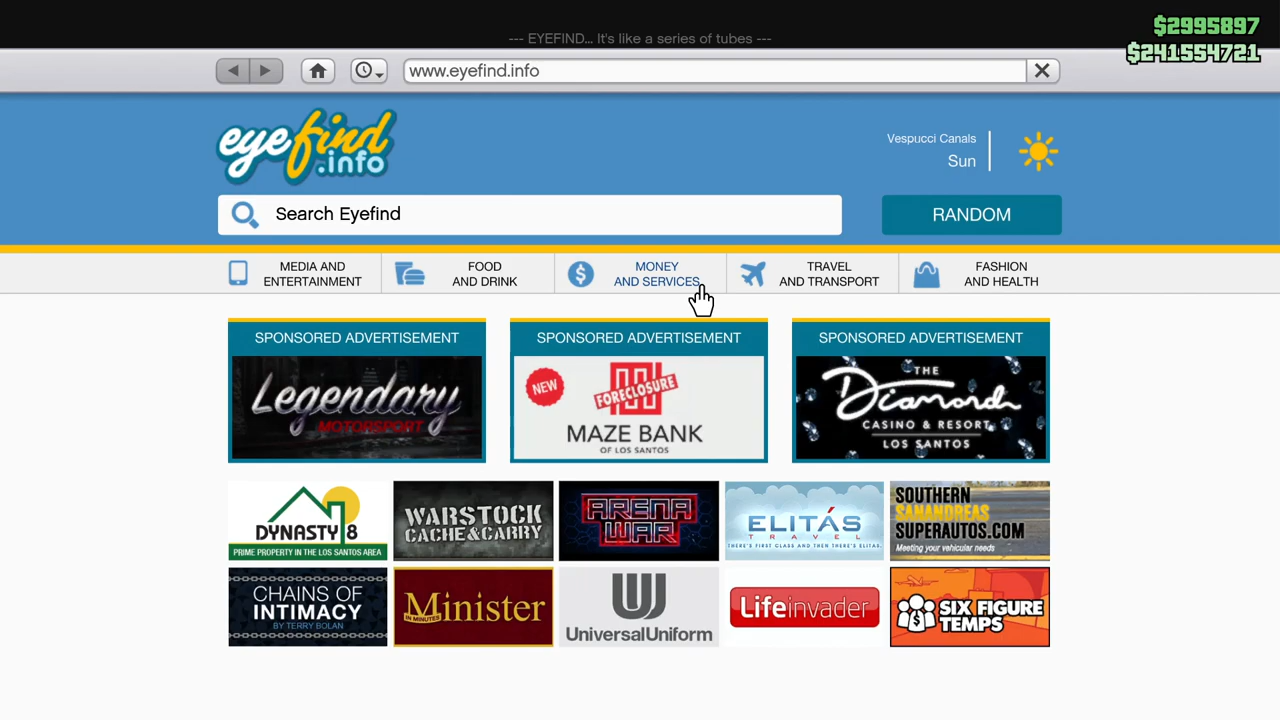 --- EYEFIND... It's like a series of tubes ---
$2995897
$241554721
www.eyefind.info
eyefind
.info
Vespucci Canals
Sun
Search Eyefind
RANDOM
MEDIA AND
ENTERTAINMENT
FOOD
AND DRINK
MONEY
AND SERVICES
TRAVEL
AND TRANSPORT
FASHION
AND HEALTH
SPONSORED ADVERTISEMENT
Legendary
MOTORSPORT
SPONSORED ADVERTISEMENT
NEW
FORECLOSURE
MAZE BANK
OF LOS SANTOS
SPONSORED ADVERTISEMENT
THE
Diamond
CASINO & RESORT
LOS SANTOS
DYNASTY 8
PRIME PROPERTY IN THE LOS SANTOS AREA
WARSTOCK
CACHE&CARRY
ARENA
WAR
ELITÁS
TRAVEL
THERE'S FIRST CLASS AND THEN THERE'S ELITAS.
SOUTHERN
SANANDREAS
SUPERAUTOS.COM
Meeting your vehicular needs
CHAINS OF
INTIMACY
BY TERRY BOLAN
Minister
IN MINUTES
UniversalUniform
Lifeinvader
SIX FIGURE
TEMPS